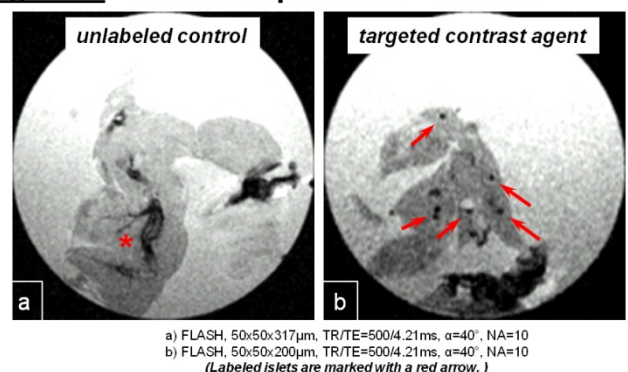 unlabeled control
targeted contrast agent
*
a
b
a) FLASH, 50x50x317µm, TR/TE=500/4.21ms, α=40°, NA=10
b) FLASH, 50x50x200µm, TR/TE=500/4.21ms, α=40°, NA=10
(Labeled islets are marked with a red arrow. )